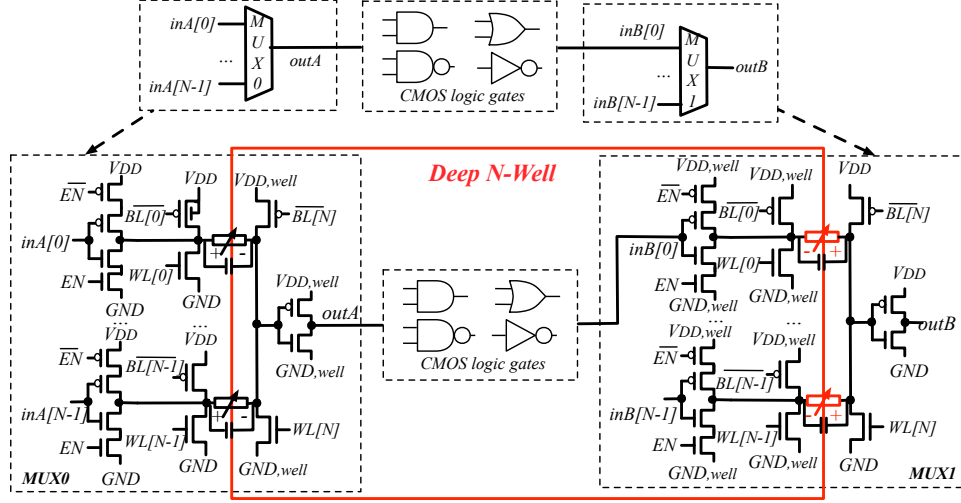 inA[0]
M
U
X
0
...
outA
inA[N-1]
CMOS logic gates
inB[0]
M
U
X
1
...
outB
inB[N-1]
Deep N-Well
VDD
VDD
VDD,well
EN
BL[0]
BL[N]
inA[0]
+ -
WL[0]
EN
GND
GND
...
VDD
...
VDD
VDD,well
outA
EN
BL[N-1]
GND,well
inA[N-1]
+ -
EN
WL[N-1]
WL[N]
GND
GND
GND,well
MUX0
CMOS logic gates
VDD,well
VDD,well
VDD
EN
BL[0]
BL[N]
inB[0]
- +
WL[0]
EN
GND,well
GND,well
...
VDD,well
...
VDD,well
VDD
outB
EN
BL[N-1]
GND
inB[N-1]
- +
EN
WL[N-1]
WL[N]
GND,well
GND,well
GND
MUX1